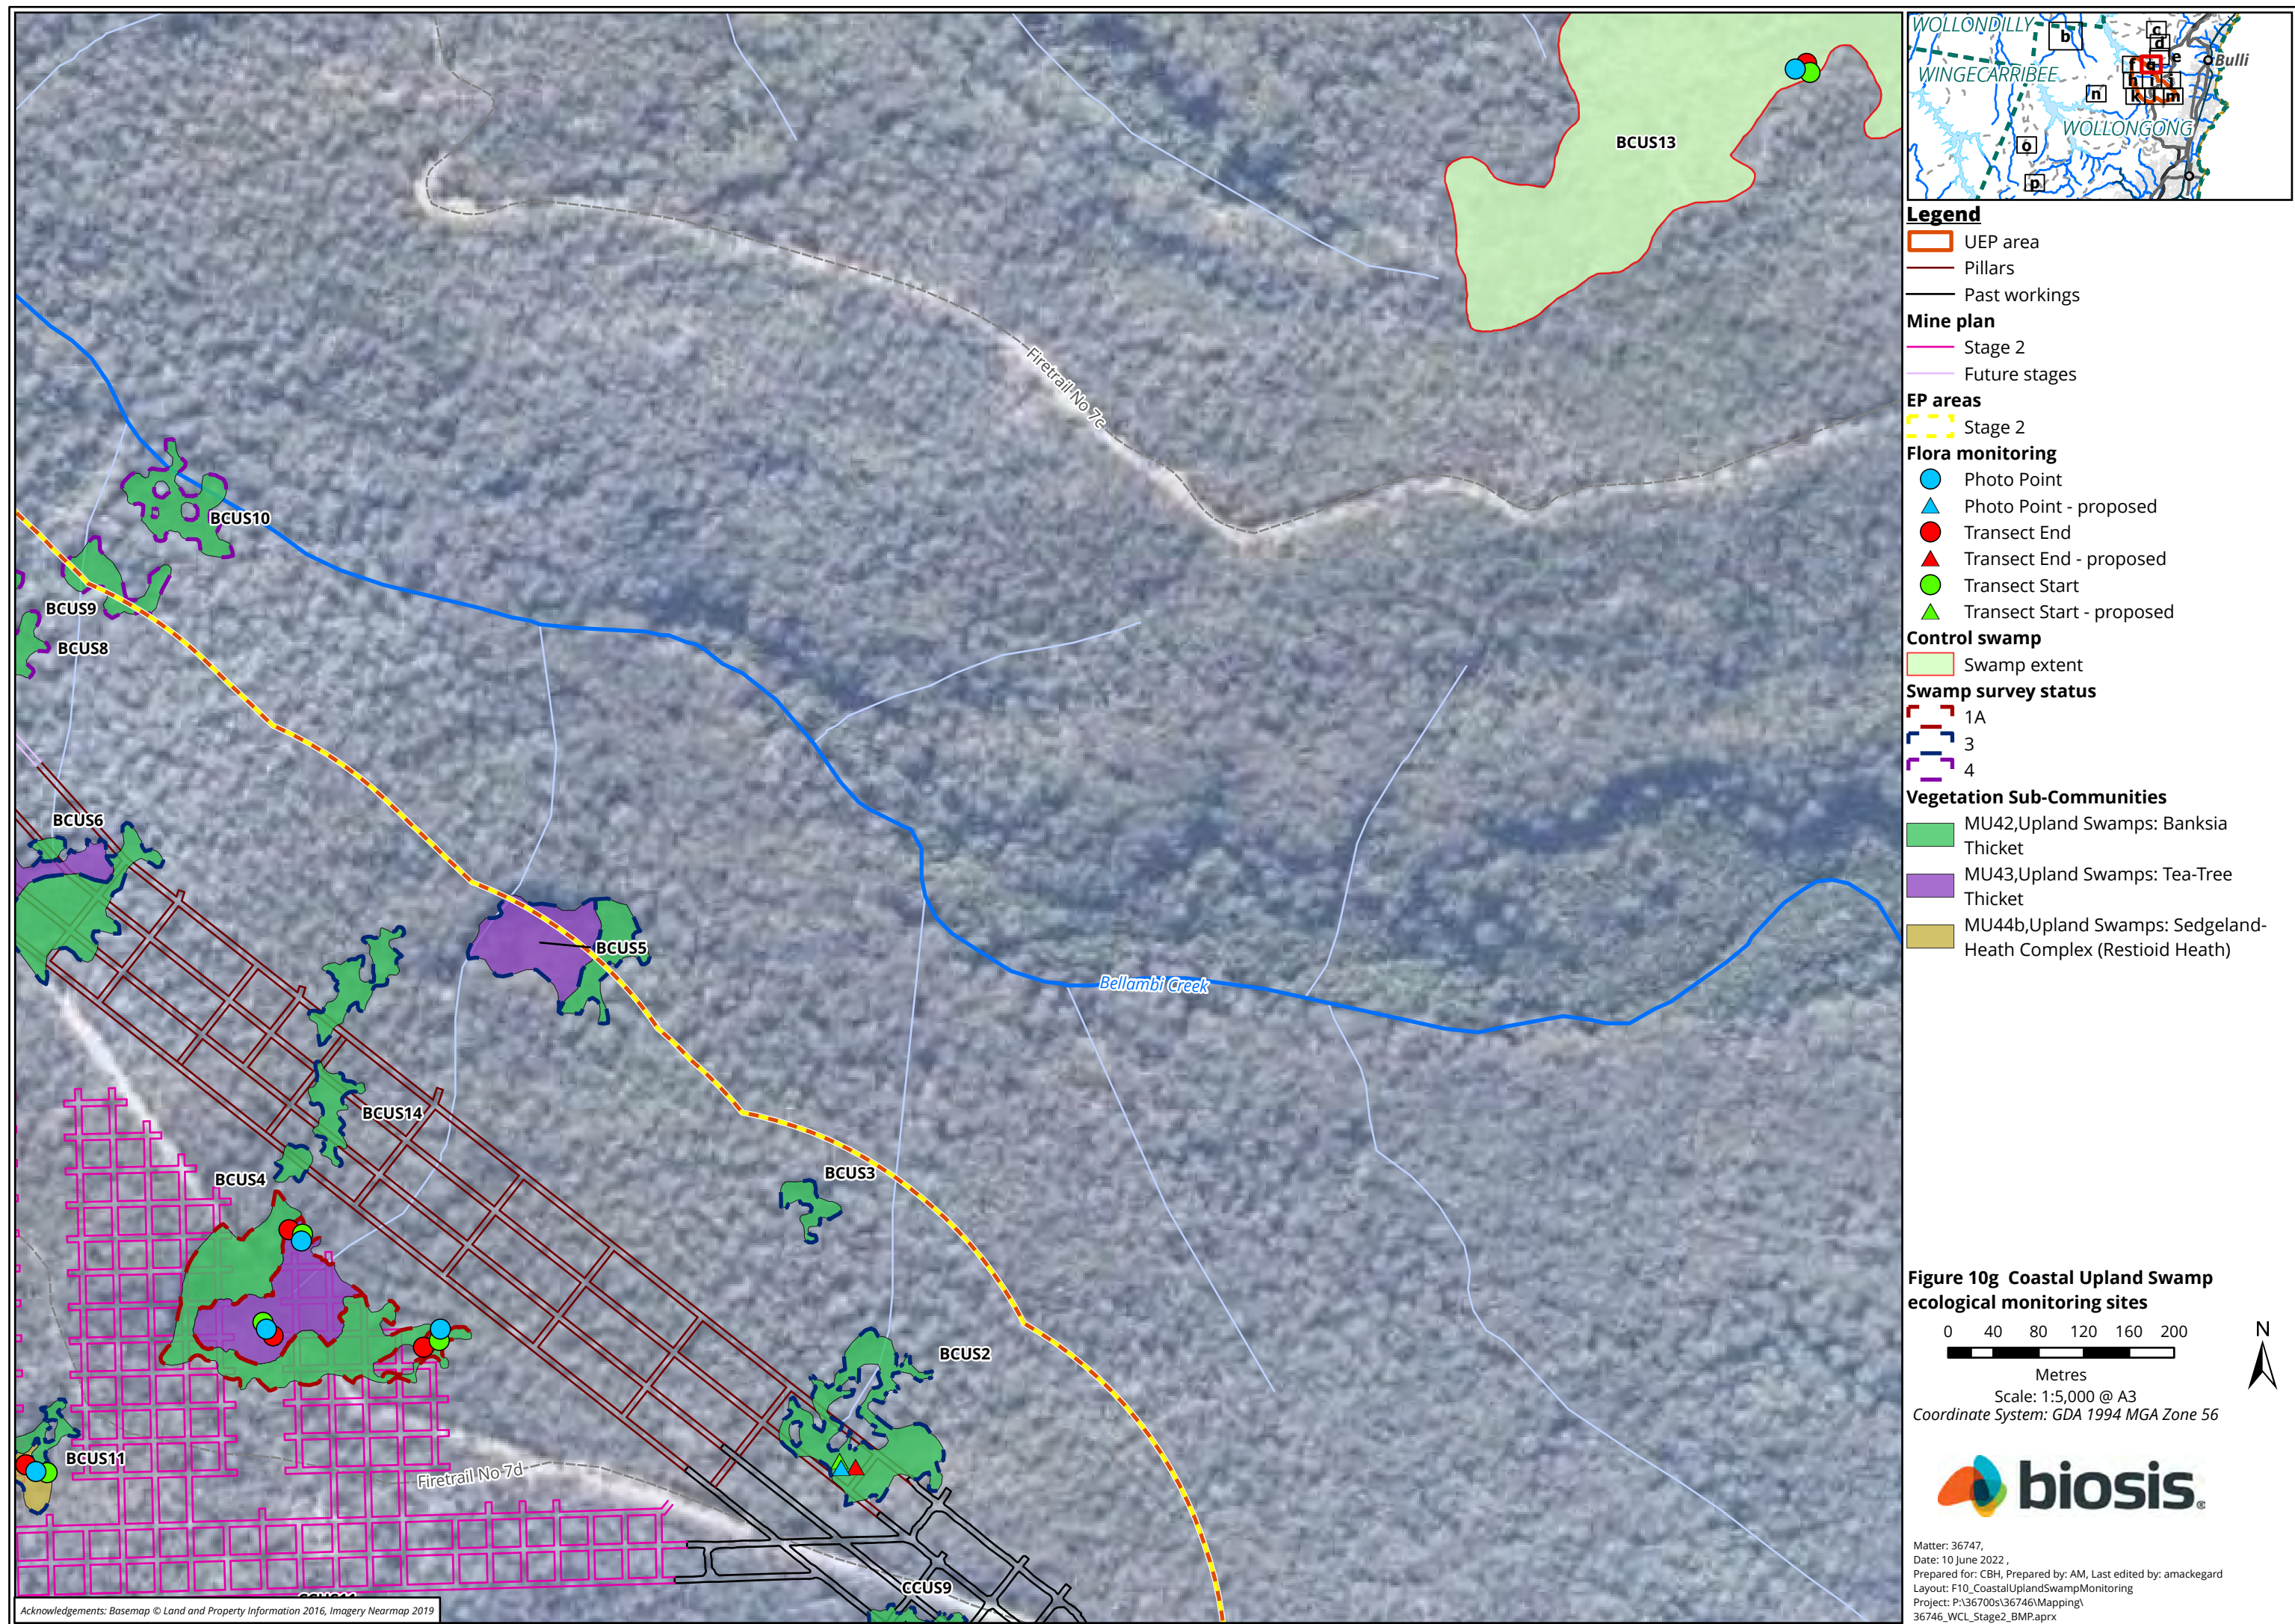 BCUS13
Firetrail No 7c
BCUS10
BCUS9
BCUS8
BCUS6
BCUS5
Bellambi Creek
BCUS14
BCUS4
BCUS3
BCUS2
BCUS11
Firetrail No 7d
CCUS9
Acknowledgements: Basemap © Land and Property Information 2016, Imagery Nearmap 2019
WOLLONDILLY
b
c
d
e
Bulli
f
g
WINGECARRIBEE
h
i
j
n
k
l
m
WOLLONGONG
o
p
Legend
UEP area
Pillars
Past workings
Mine plan
Stage 2
Future stages
EP areas
Stage 2
Flora monitoring
Photo Point
Photo Point - proposed
Transect End
Transect End - proposed
Transect Start
Transect Start - proposed
Control swamp
Swamp extent
Swamp survey status
1A
3
4
Vegetation Sub-Communities
MU42,Upland Swamps: Banksia
Thicket
MU43,Upland Swamps: Tea-Tree
Thicket
MU44b,Upland Swamps: Sedgeland-
Heath Complex (Restioid Heath)
Figure 10g Coastal Upland Swamp
ecological monitoring sites
0 40 80 120 160 200
N
Metres
Scale: 1:5,000 @ A3
Coordinate System: GDA 1994 MGA Zone 56
biosis®
Matter: 36747,
Date: 10 June 2022 ,
Prepared for: CBH, Prepared by: AM, Last edited by: amackegard
Layout: F10_CoastalUplandSwampMonitoring
Project: P:\36700s\36746\Mapping\
36746_WCL_Stage2_BMP.aprx